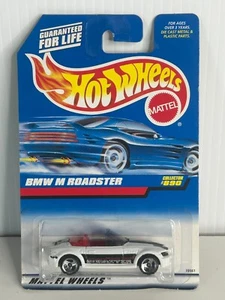 GUARANTEED
FOR LIFE
FOR AGES
OVER 3 YEARS.
DIE CAST METAL &
PLASTIC PARTS.
Hot Wheels
MATTEL
BMW M ROADSTER
COLLECTOR
#890
ROADSTER
MATTEL WHEELS